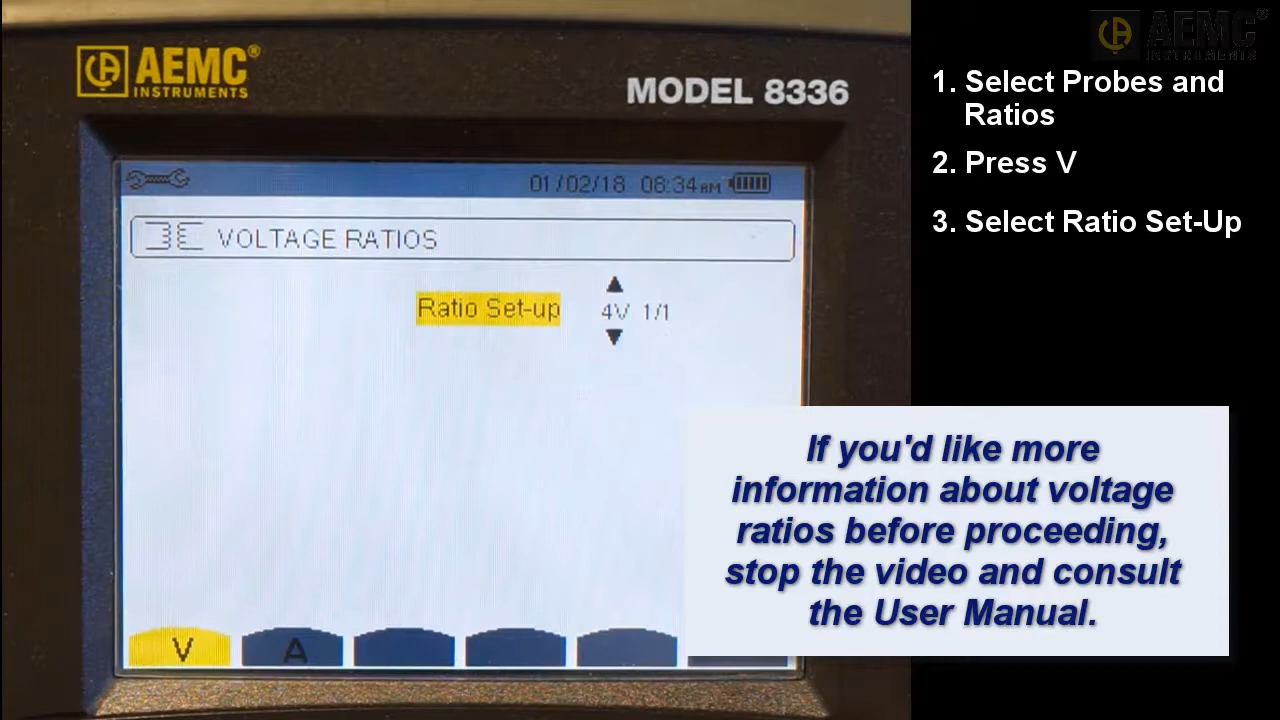 AEMC®
INSTRUMENTS
MODEL 8336
01/02/18 08:34AM
VOLTAGE RATIOS
Ratio Set-up 4V 1/1
V A
AEMC®
INSTRUMENTS
1. Select Probes and
Ratios
2. Press V
3. Select Ratio Set-Up
If you'd like more
information about voltage
ratios before proceeding,
stop the video and consult
the User Manual.